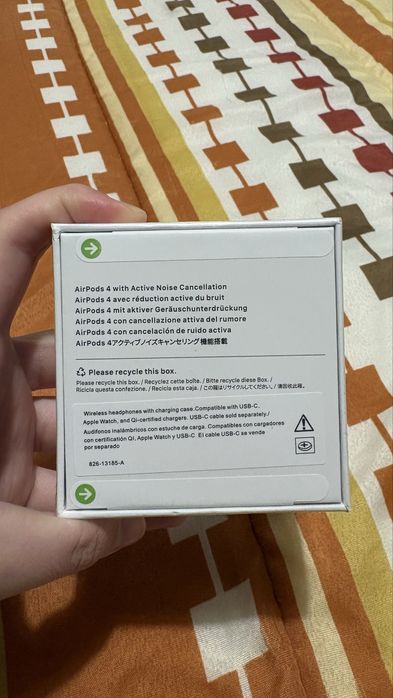 AirPods 4 with Active Noise Cancellation
AirPods 4 avec réduction active du bruit
AirPods 4 mit aktiver Geräuschunterdrückung
AirPods 4 con cancellazione attiva del rumore
AirPods 4 con cancelación de ruido activa
AirPods 4アクティブノイズキャンセリング機能搭載
Please recycle this box.
Please recycle this box. / Recyclez cette boîte. / Bitte recycle diese Box. /
Ricicla questa confezione. / Recicla esta caja. / この箱はリサイクルしてください。/ 請回收此箱。
Wireless headphones with charging case.Compatible with USB-C,
Apple Watch, and Qi-certified chargers. USB-C cable sold separately./
Audífonos inalámbricos con estuche de carga. Compatibles con cargadores
con certificatión Qi, Apple Watch y USB-C El cable USB-C se vende
por separado
826-13185-A